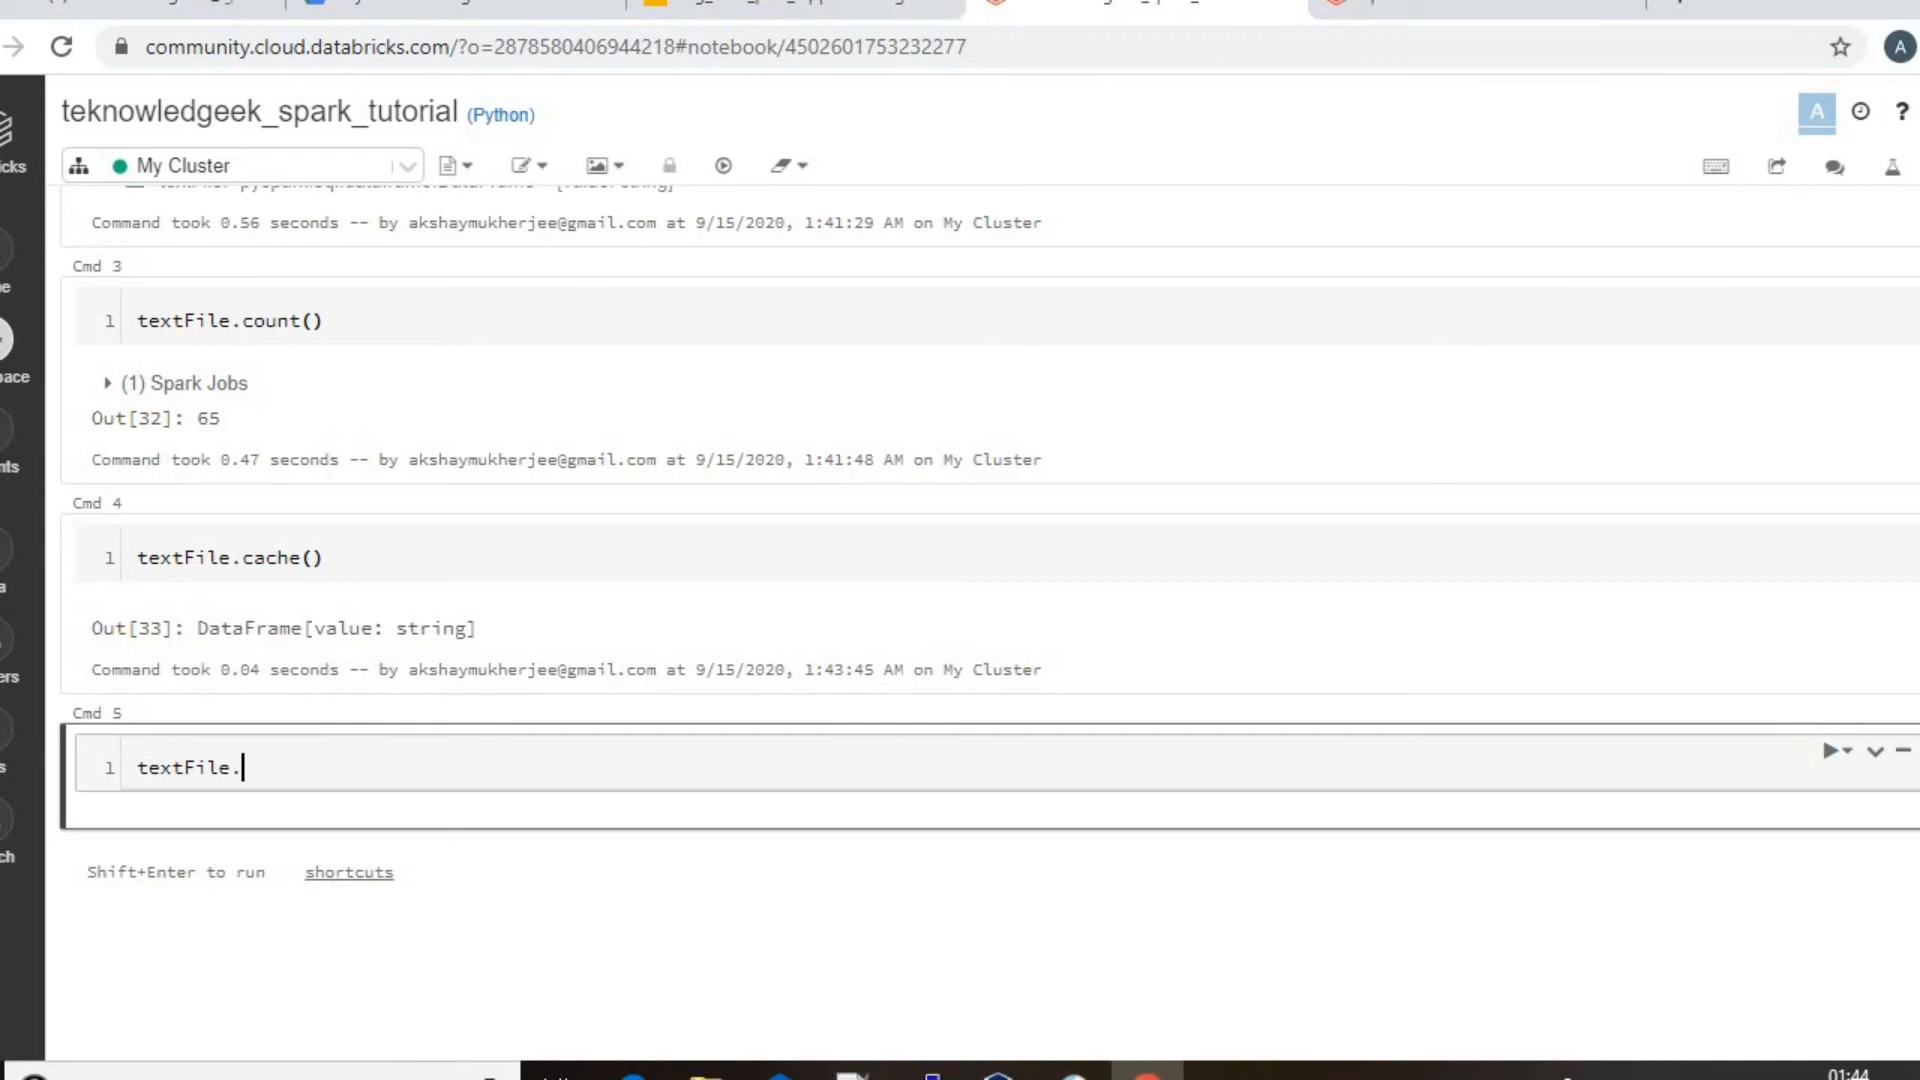 community.cloud.databricks.com/?o=2878580406944218#notebook/4502601753232277
A
teknowledgeek_spark_tutorial (Python)
A
?
My Cluster
Command took 0.56 seconds -- by akshaymukherjee@gmail.com at 9/15/2020, 1:41:29 AM on My Cluster
Cmd 3
1 textFile.count()
(1) Spark Jobs
Out[32]: 65
Command took 0.47 seconds -- by akshaymukherjee@gmail.com at 9/15/2020, 1:41:48 AM on My Cluster
Cmd 4
1 textFile.cache()
Out[33]: DataFrame[value: string]
Command took 0.04 seconds -- by akshaymukherjee@gmail.com at 9/15/2020, 1:43:45 AM on My Cluster
Cmd 5
1 textFile.
Shift+Enter to run shortcuts
01:44